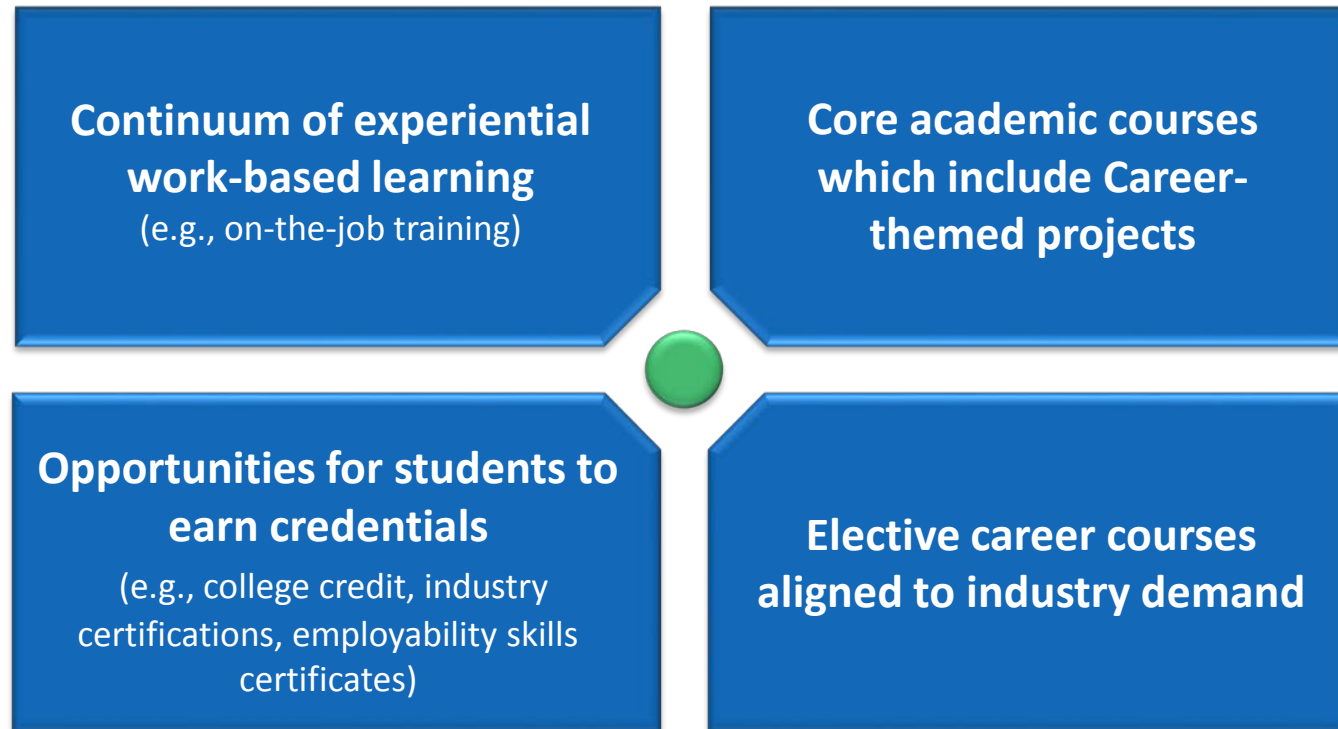 Continuum of experiential
work-based learning
(e.g., on-the-job training)
Core academic courses
which include Career-
themed projects
Opportunities for students to
earn credentials
(e.g., college credit, industry
certifications, employability skills
certificates)
Elective career courses
aligned to industry demand